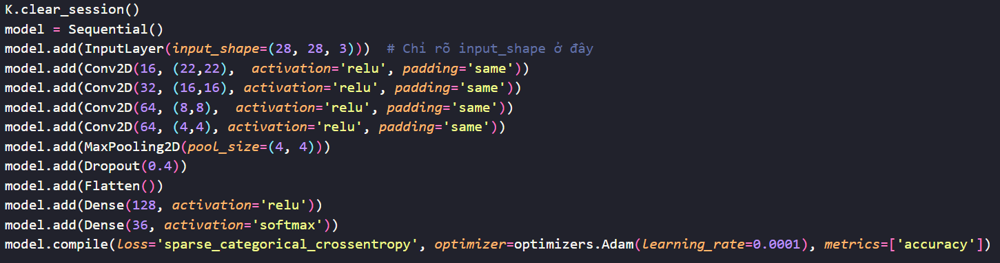 K.clear_session()
model = Sequential()
model.add(InputLayer(input_shape=(28, 28, 3)))  # Chỉ rõ input_shape ở đây
model.add(Conv2D(16, (22,22),  activation='relu', padding='same'))
model.add(Conv2D(32, (16,16), activation='relu', padding='same'))
model.add(Conv2D(64, (8,8),  activation='relu', padding='same'))
model.add(Conv2D(64, (4,4), activation='relu', padding='same'))
model.add(MaxPooling2D(pool_size=(4, 4)))
model.add(Dropout(0.4))
model.add(Flatten())
model.add(Dense(128, activation='relu'))
model.add(Dense(36, activation='softmax'))
model.compile(loss='sparse_categorical_crossentropy', optimizer=optimizers.Adam(learning_rate=0.0001), metrics=['accuracy'])